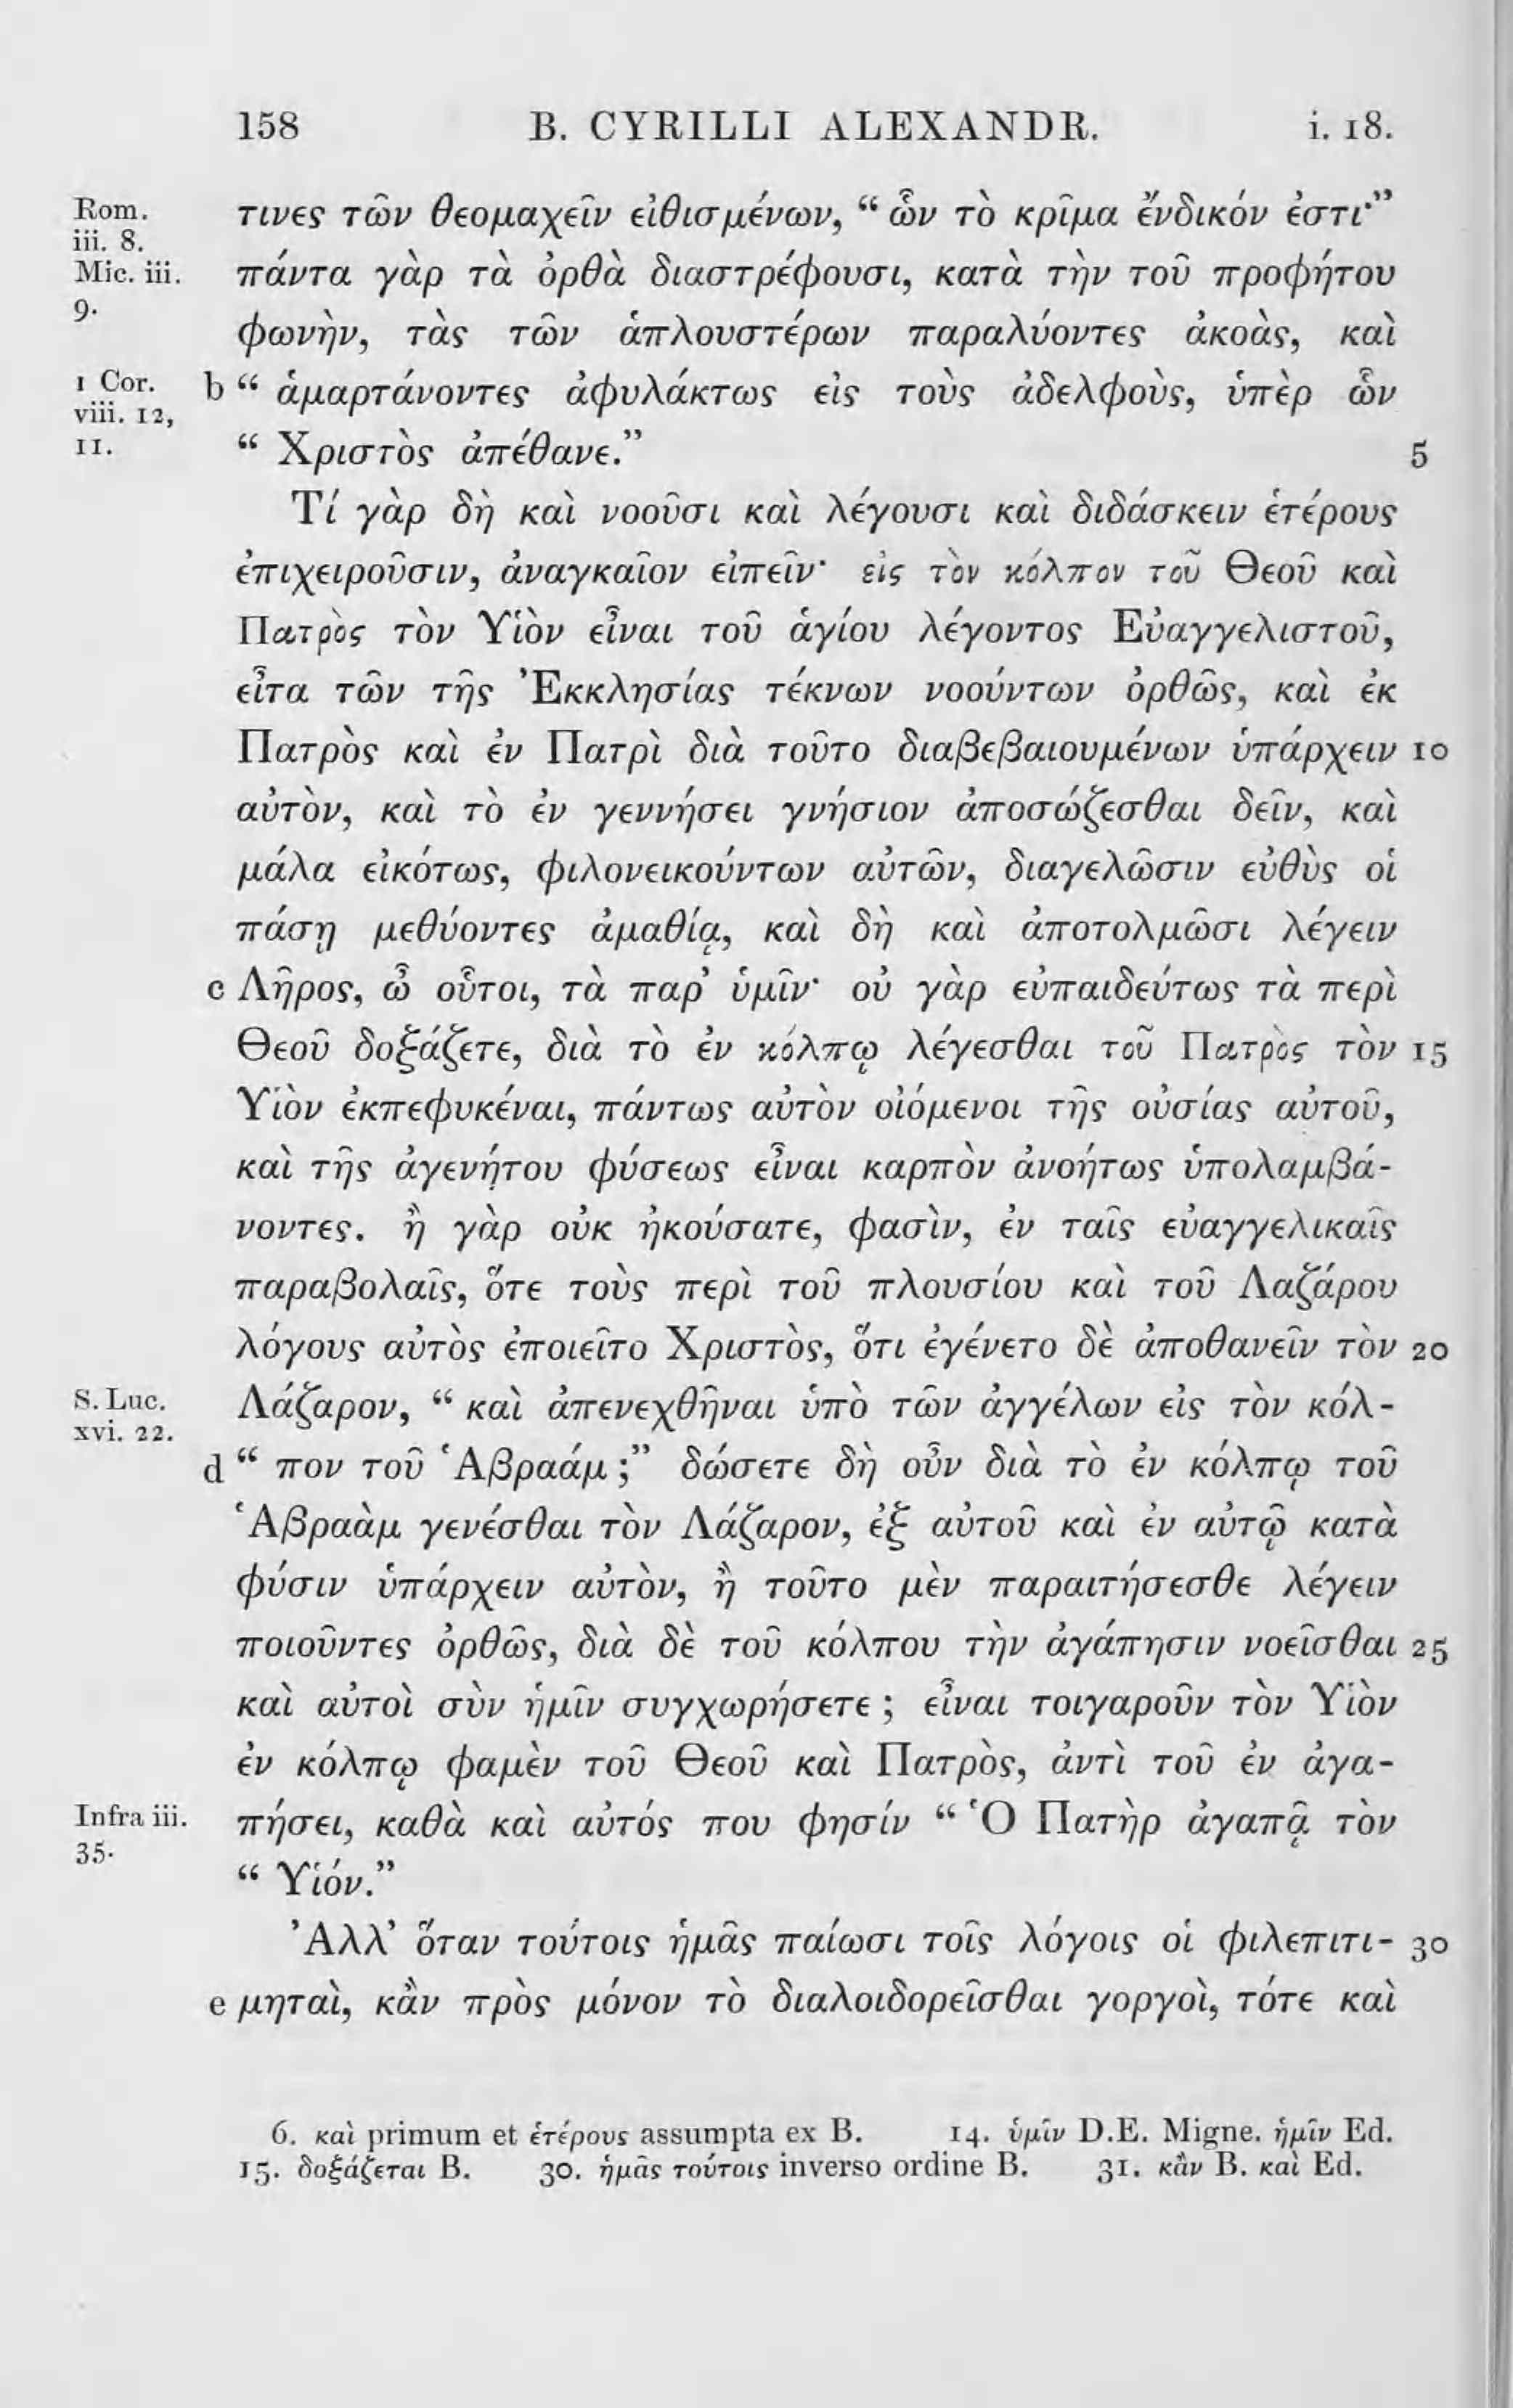 158 B. CYRILLI ALEXANDR. i. 18.
Rom. τινες τῶν θεομαχεῖν εἰθισμένων, “ ὧν τὸ κρῖμα ἔνδικόν ἐστι·”
iii. 8.
Mic. iii. πάντα γὰρ τὰ ὀρθὰ διαστρέφουσι, κατὰ τὴν τοῦ προφήτου
9.
φωνὴν, τὰς τῶν ἁπλουστέρων παραλύοντες ἀκοὰς, καὶ
1 Cor. b “ ἁμαρτάνοντες ἀφυλάκτως εἰς τοὺς ἀδελφοὺς, ὑπὲρ ὧν
viii. 12,
11. “ Χριστὸς ἀπέθανε.” 5
Τί γὰρ δὴ καὶ νοοῦσι καὶ λέγουσι καὶ διδάσκειν ἑτέρους
ἐπιχειροῦσιν, ἀναγκαῖον εἰπεῖν· εἰς τὸν κόλπον τοῦ Θεοῦ καὶ
Πατρὸς τὸν Υἱὸν εἶναι τοῦ ἁγίου λέγοντος Εὐαγγελιστοῦ,
εἶτα τῶν τῆς Ἐκκλησίας τέκνων νοούντων ὀρθῶς, καὶ ἐκ
Πατρὸς καὶ ἐν Πατρὶ διὰ τοῦτο διαβεβαιουμένων ὑπάρχειν 10
αὐτὸν, καὶ τὸ ἐν γεννήσει γνήσιον ἀποσώζεσθαι δεῖν, καὶ
μάλα εἰκότως, φιλονεικούντων αὐτῶν, διαγελῶσιν εὐθὺς οἱ
πάσῃ μεθύοντες ἀμαθίᾳ, καὶ δὴ καὶ ἀποτολμῶσι λέγειν
c Λῆρος, ὦ οὗτοι, τὰ παρ’ ὑμῖν· οὐ γὰρ εὐπαιδεύτως τὰ περὶ
Θεοῦ δοξάζετε, διὰ τὸ ἐν κόλπῳ λέγεσθαι τοῦ Πατρὸς τὸν 15
Υἱὸν ἐκπεφυκέναι, πάντως αὐτὸν οἰόμενοι τῆς οὐσίας αὐτοῦ,
καὶ τῆς ἀγενήτου φύσεως εἶναι καρπὸν ἀνοήτως ὑπολαμβά-
νοντες. ἢ γὰρ οὐκ ἠκούσατε, φασὶν, ἐν ταῖς εὐαγγελικαῖς
παραβολαῖς, ὅτε τοὺς περὶ τοῦ πλουσίου καὶ τοῦ Λαζάρου
λόγους αὐτὸς ἐποιεῖτο Χριστὸς, ὅτι ἐγένετο δὲ ἀποθανεῖν τὸν 20
S. Luc. Λάζαρον, “ καὶ ἀπενεχθῆναι ὑπὸ τῶν ἀγγέλων εἰς τὸν κόλ-
xvi. 22.
d “ πον τοῦ Ἁβραάμ ;” δώσετε δὴ οὖν διὰ τὸ ἐν κόλπῳ τοῦ
Ἁβραὰμ γενέσθαι τὸν Λάζαρον, ἐξ αὐτοῦ καὶ ἐν αὐτῷ κατὰ
φύσιν ὑπάρχειν αὐτὸν, ἢ τοῦτο μὲν παραιτήσεσθε λέγειν
ποιοῦντες ὀρθῶς, διὰ δὲ τοῦ κόλπου τὴν ἀγάπησιν νοεῖσθαι 25
καὶ αὐτοὶ σὺν ἡμῖν συγχωρήσετε ; εἶναι τοιγαροῦν τὸν Υἱὸν
ἐν κόλπῳ φαμὲν τοῦ Θεοῦ καὶ Πατρὸς, ἀντὶ τοῦ ἐν ἀγα-
Infra iii. πήσει, καθὰ καὶ αὐτός που φησίν “ Ὁ Πατὴρ ἀγαπᾷ τὸν
35.
“ Υἱόν.”
Ἀλλ’ ὅταν τούτοις ἡμᾶς παίωσι τοῖς λόγοις οἱ φιλεπιτι- 30
e μηταὶ, κἂν πρὸς μόνον τὸ διαλοιδορεῖσθαι γοργοὶ, τότε καὶ
6. καὶ primum et ἑτέρους assumpta ex B. 14. ὑμῖν D.E. Migne. ἡμῖν Ed.
15. δοξάζεται B. 30. ἡμᾶς τούτοις inverso ordine B. 31. κἂν B. καὶ Ed.